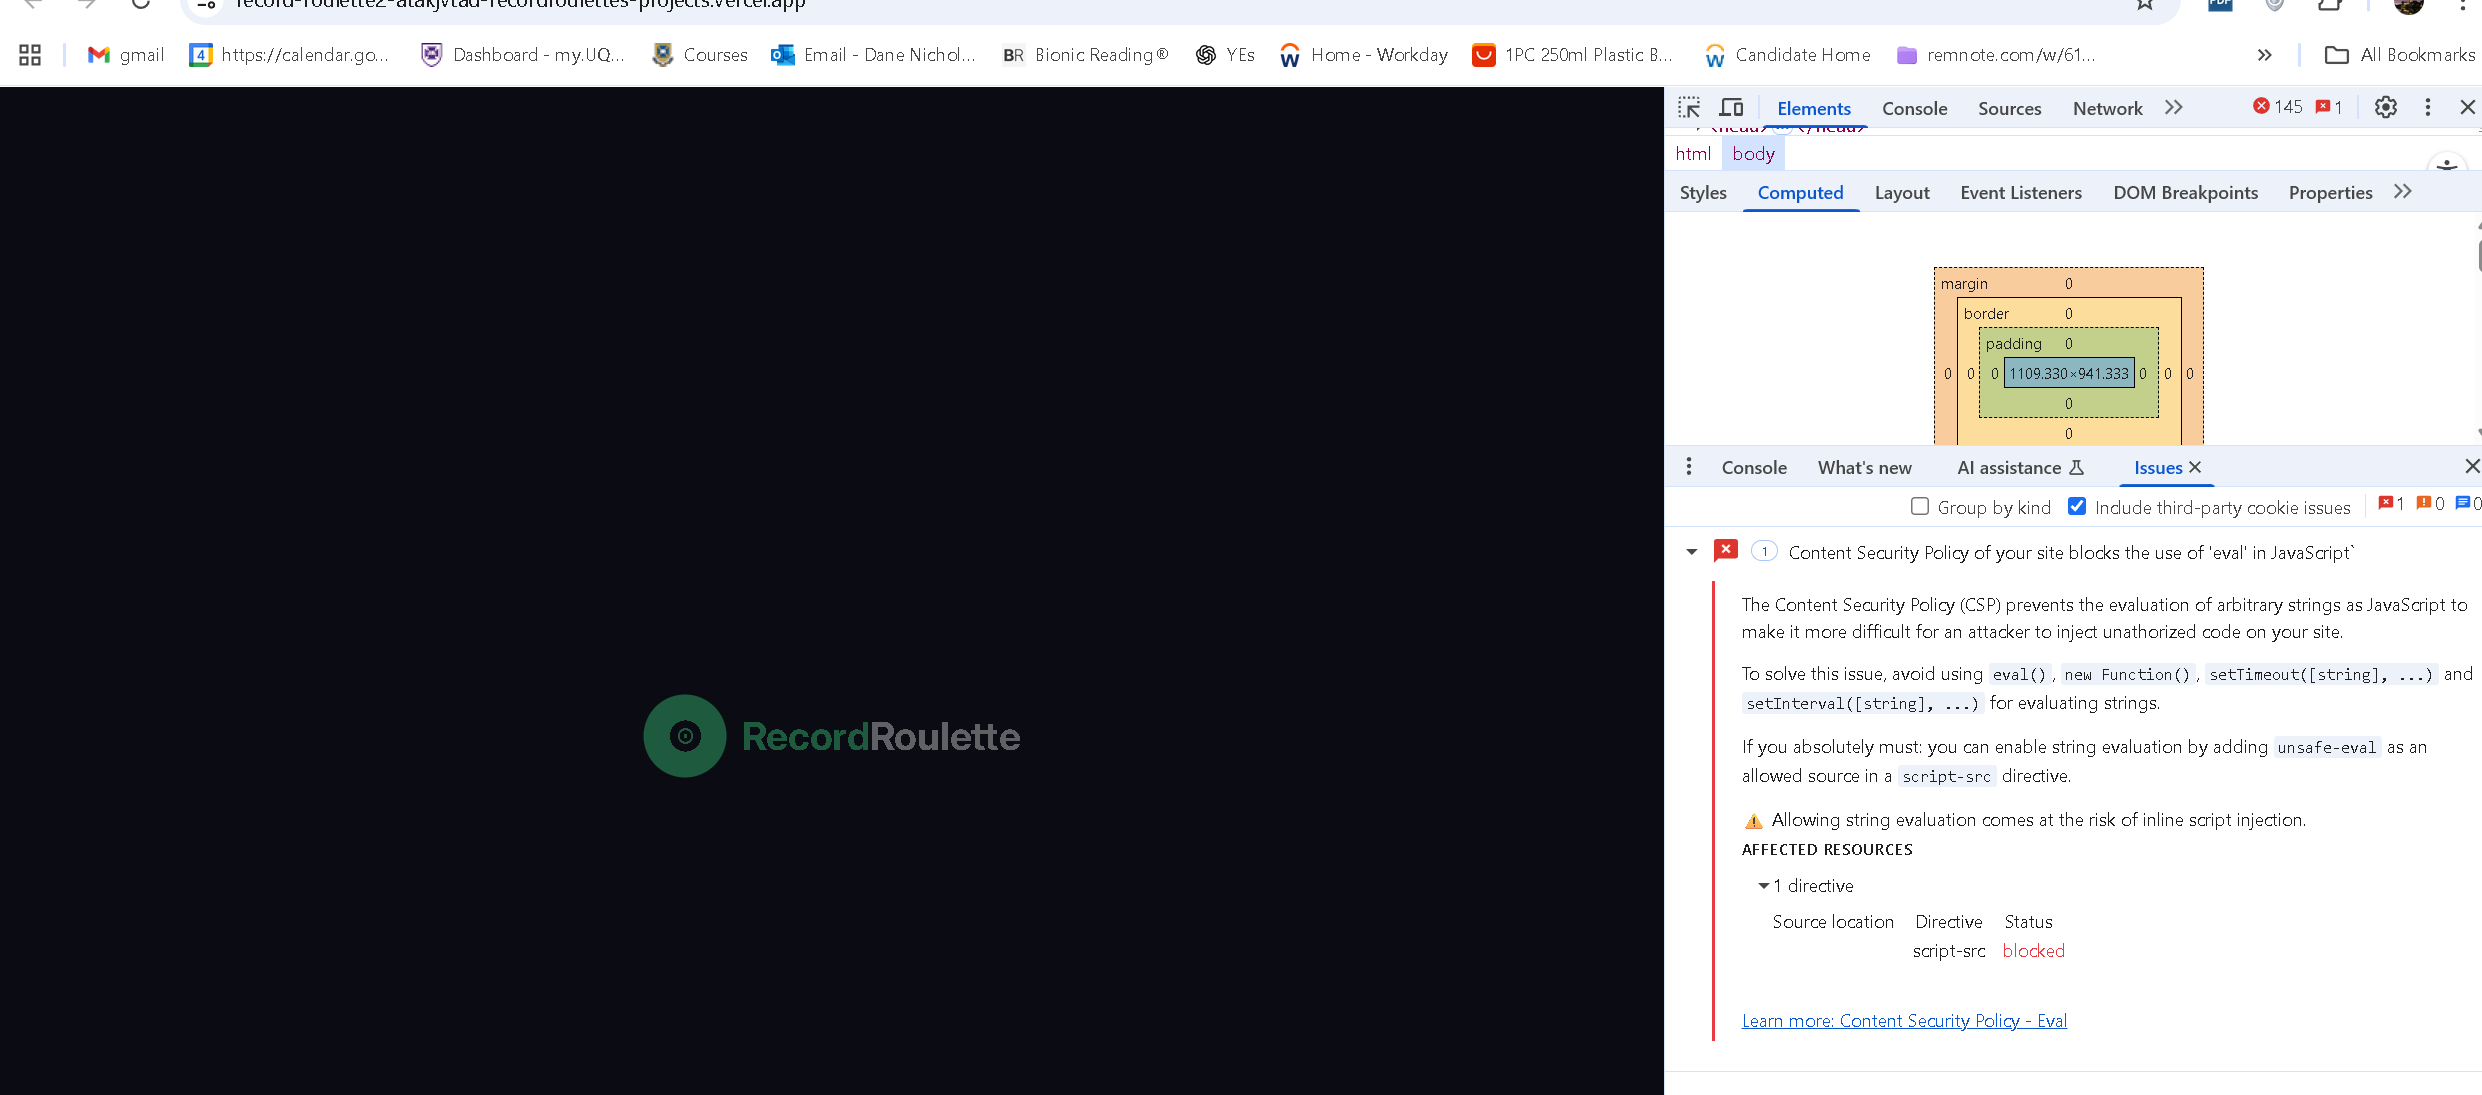 record-roulette2-atakjvtad-recordroulettes-projects.vercel.app
gmail https://calendar.go... Dashboard - my.UQ... Courses Email - Dane Nichol... BR Bionic Reading® YEs Home - Workday 1PC 250ml Plastic B... Candidate Home remnote.com/w/61... » All Bookmarks
RecordRoulette
Elements Console Sources Network 145 1
<head> ... </head>
html body
Styles Computed Layout Event Listeners DOM Breakpoints Properties
margin 0
border 0
padding 0
0 0 0 1109.330×941.333 0 0 0
0
0
Console What's new AI assistance Issues
Group by kind Include third-party cookie issues 1 0 0
1 Content Security Policy of your site blocks the use of 'eval' in JavaScript`
The Content Security Policy (CSP) prevents the evaluation of arbitrary strings as JavaScript to
make it more difficult for an attacker to inject unathorized code on your site.
To solve this issue, avoid using eval(), new Function(), setTimeout([string], ...) and
setInterval([string], ...) for evaluating strings.
If you absolutely must: you can enable string evaluation by adding unsafe-eval as an
allowed source in a script-src directive.
⚠ Allowing string evaluation comes at the risk of inline script injection.
AFFECTED RESOURCES
1 directive
Source location Directive Status
script-src blocked
Learn more: Content Security Policy - Eval